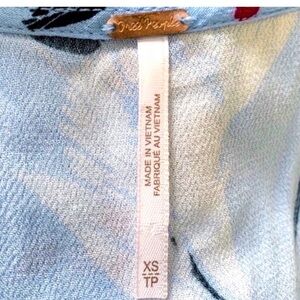 Free People
MADE IN VIETNAM
FABRIQUÉ AU VIETNAM
XS
TP